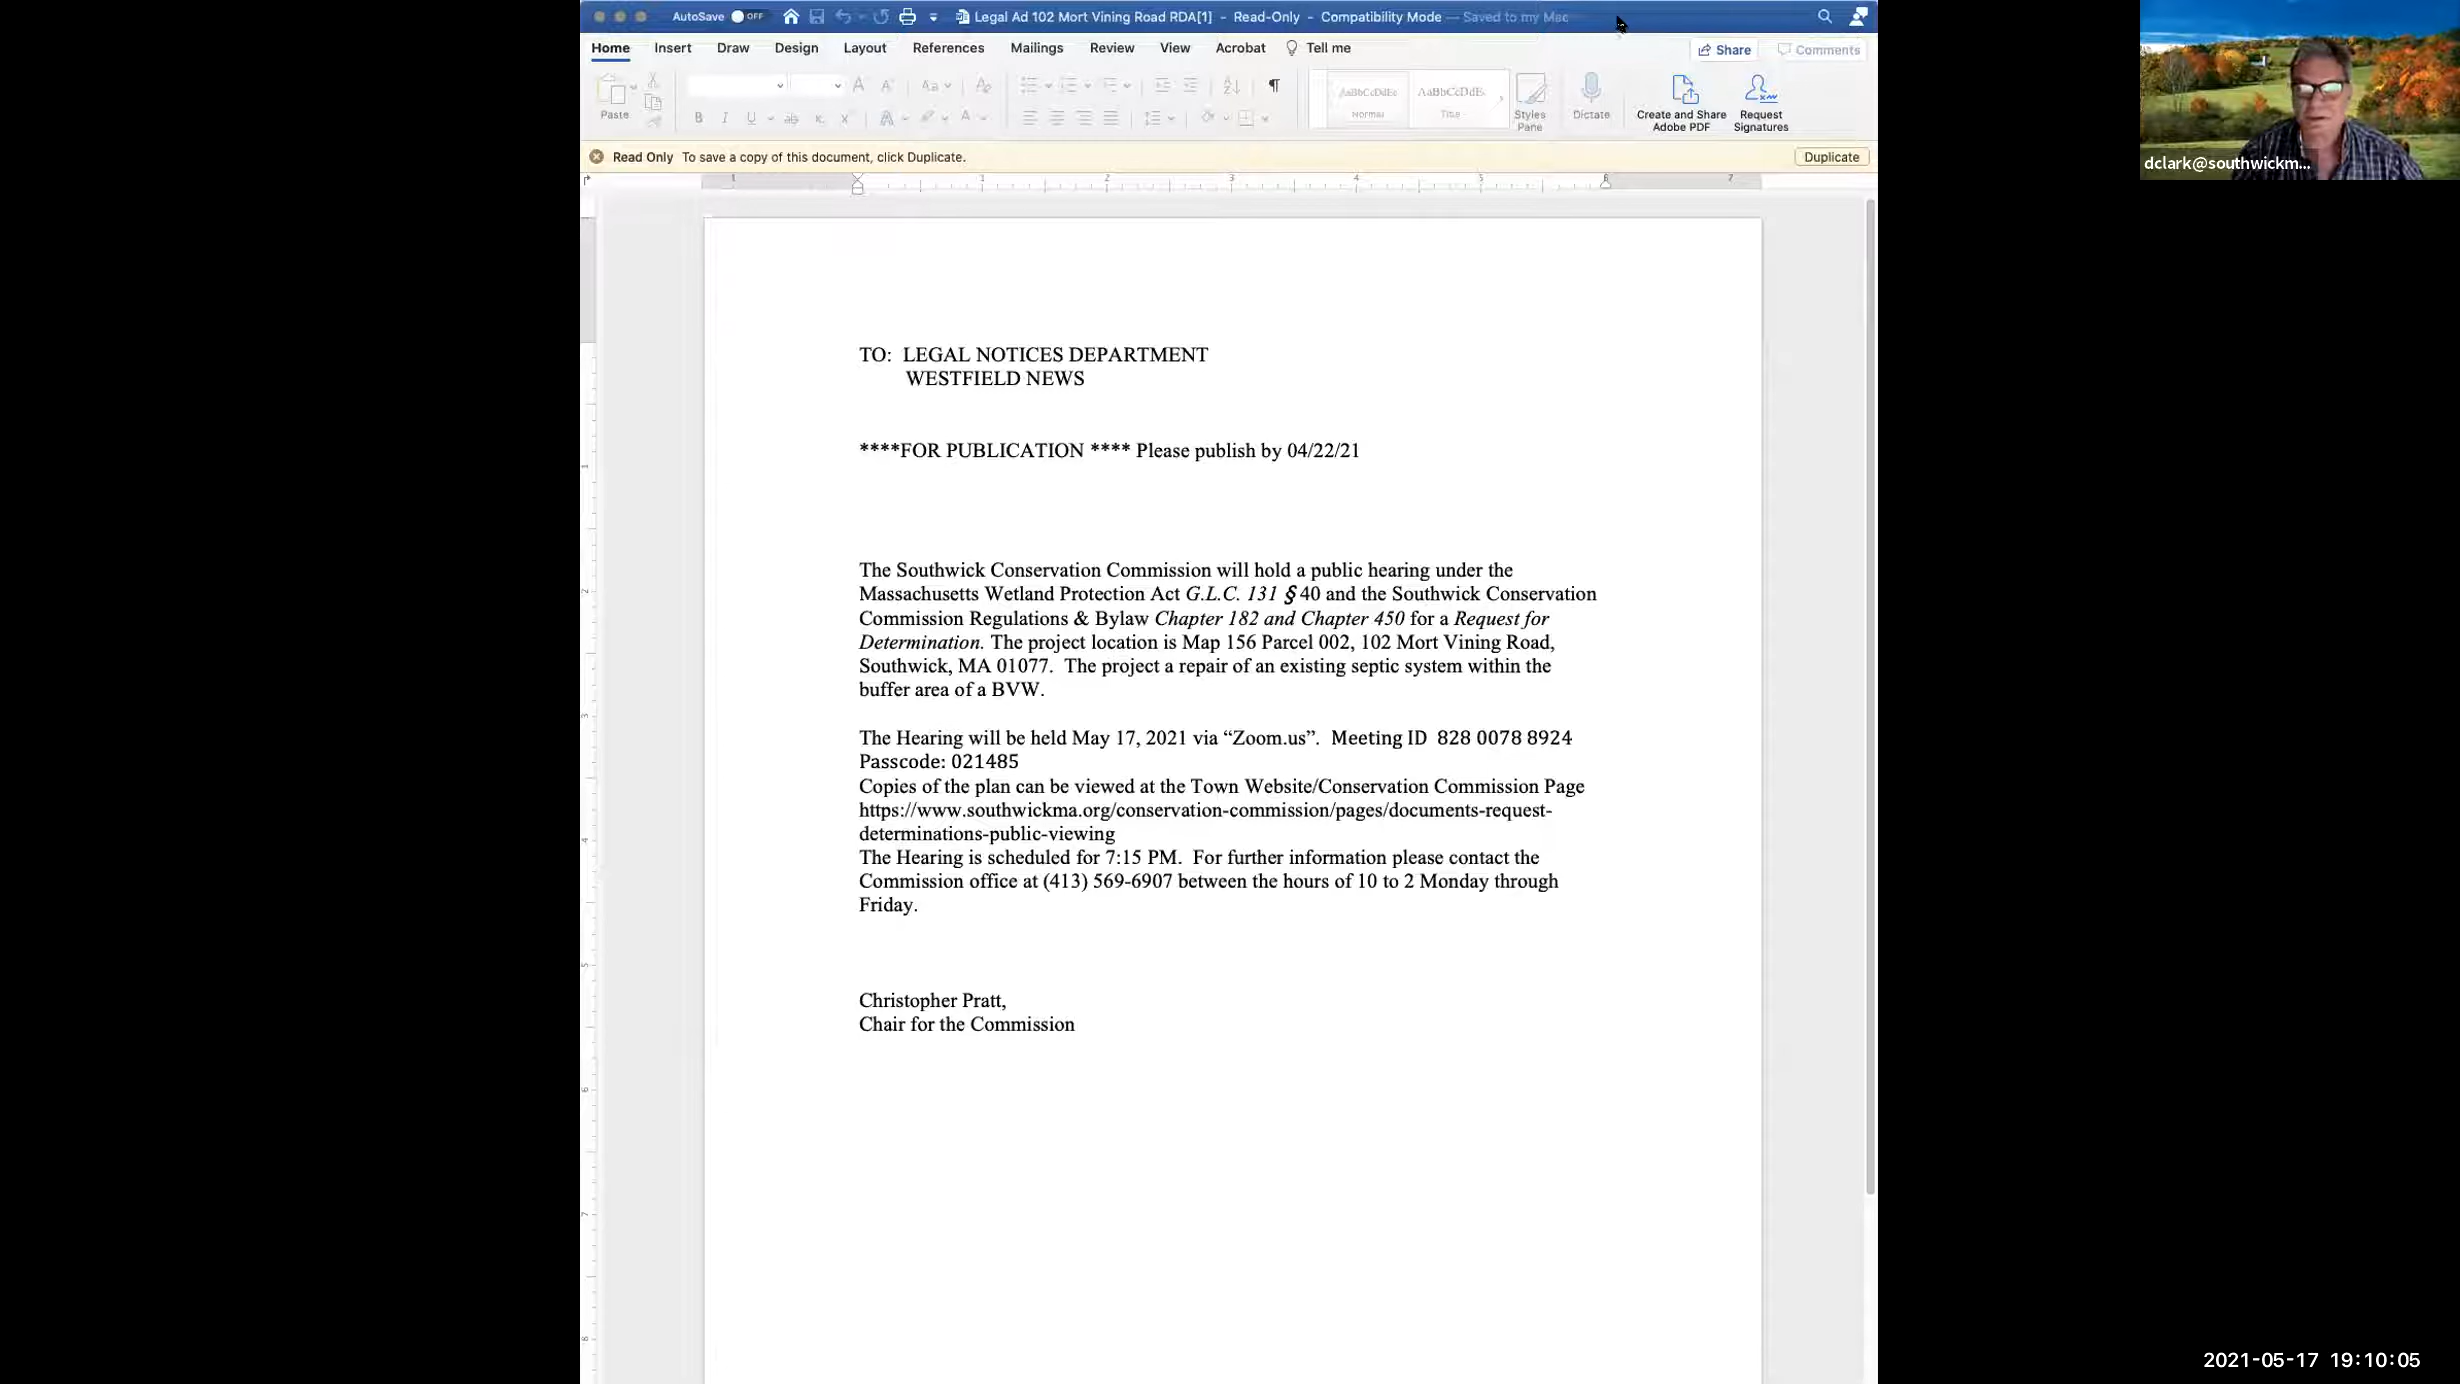 AutoSave OFF Legal Ad 102 Mort Vining Road RDA[1] - Read-Only - Compatibility Mode — Saved to my Mac
Home Insert Draw Design Layout References Mailings Review View Acrobat Tell me Share Comments
Paste
AaBbCcDdEe
Normal
AaBbCcDdE
Title
Styles
Pane
Dictate
Create and Share
Adobe PDF
Request
Signatures
Read Only To save a copy of this document, click Duplicate. Duplicate
dclark@southwickm...
TO: LEGAL NOTICES DEPARTMENT
WESTFIELD NEWS
****FOR PUBLICATION **** Please publish by 04/22/21
The Southwick Conservation Commission will hold a public hearing under the
Massachusetts Wetland Protection Act G.L.C. 131 § 40 and the Southwick Conservation
Commission Regulations & Bylaw Chapter 182 and Chapter 450 for a Request for
Determination. The project location is Map 156 Parcel 002, 102 Mort Vining Road,
Southwick, MA 01077. The project a repair of an existing septic system within the
buffer area of a BVW.
The Hearing will be held May 17, 2021 via “Zoom.us”. Meeting ID 828 0078 8924
Passcode: 021485
Copies of the plan can be viewed at the Town Website/Conservation Commission Page
https://www.southwickma.org/conservation-commission/pages/documents-request-
determinations-public-viewing
The Hearing is scheduled for 7:15 PM. For further information please contact the
Commission office at (413) 569-6907 between the hours of 10 to 2 Monday through
Friday.
Christopher Pratt,
Chair for the Commission
2021-05-17 19:10:05